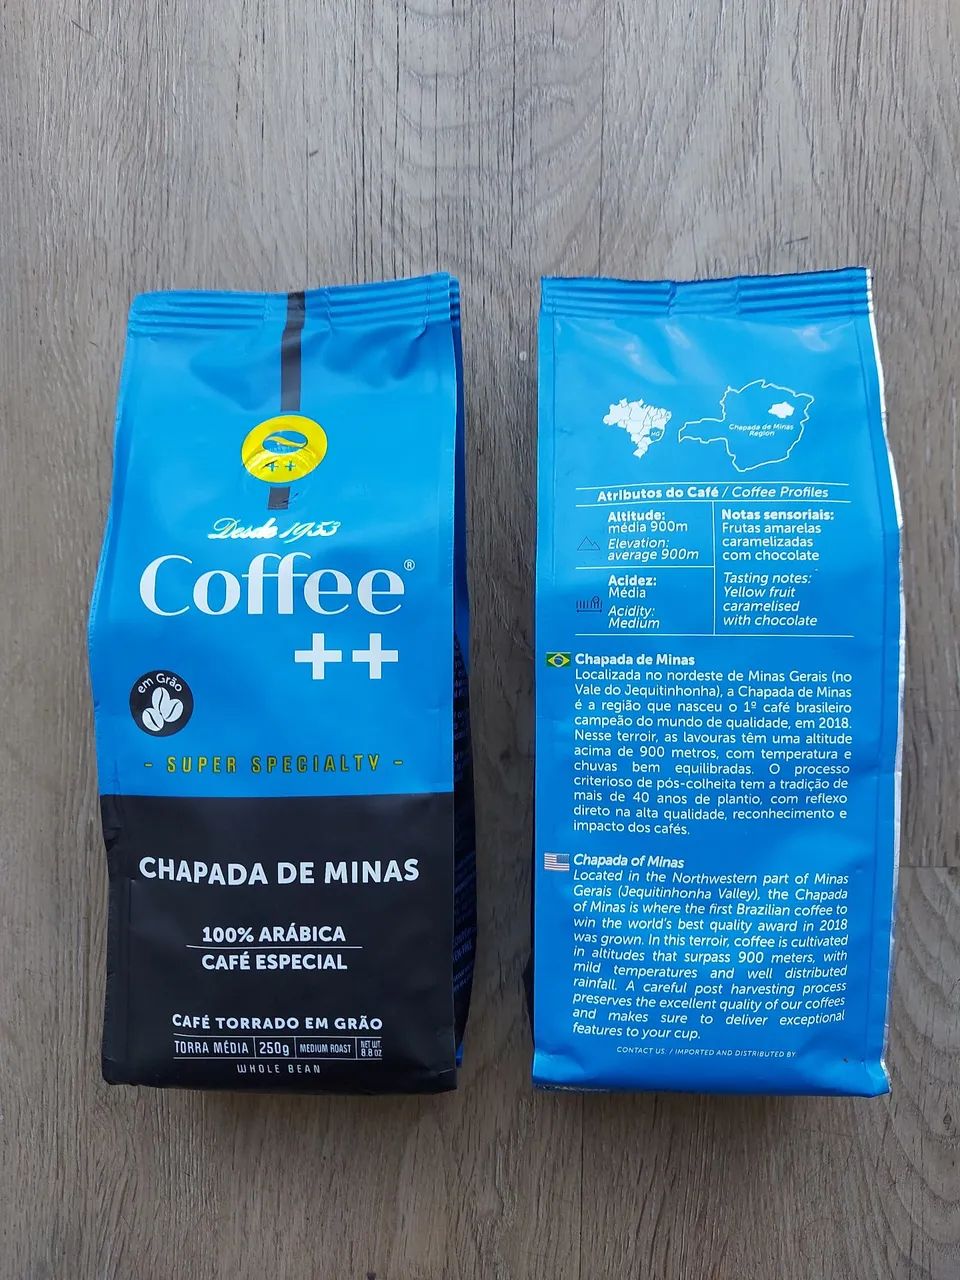 Desde 1953
Coffee®
++
em Grão
- SUPER SPECIALTY -
CHAPADA DE MINAS
100% ARÁBICA
CAFÉ ESPECIAL
CAFÉ TORRADO EM GRÃO
TORRA MÉDIA 250g MEDIUM ROAST NET WT. 8.8 OZ
WHOLE BEAN
MG
Chapada de Minas
Region
Atributos do Café / Coffee Profiles
Altitude:
média 900m
Elevation:
average 900m
Acidez:
Média
Acidity:
Medium
Notas sensoriais:
Frutas amarelas
caramelizadas
com chocolate
Tasting notes:
Yellow fruit
caramelised
with chocolate
Chapada de Minas
Localizada no nordeste de Minas Gerais (no
Vale do Jequitinhonha), a Chapada de Minas
é a região que nasceu o 1º café brasileiro
campeão do mundo de qualidade, em 2018.
Nesse terroir, as lavouras têm uma altitude
acima de 900 metros, com temperatura e
chuvas bem equilibradas. O processo
criterioso de pós-colheita tem a tradição de
mais de 40 anos de plantio, com reflexo
direto na alta qualidade, reconhecimento e
impacto dos cafés.
Chapada of Minas
Located in the Northwestern part of Minas
Gerais (Jequitinhonha Valley), the Chapada
of Minas is where the first Brazilian coffee to
win the world's best quality award in 2018
was grown. In this terroir, coffee is cultivated
in altitudes that surpass 900 meters, with
mild temperatures and well distributed
rainfall. A careful post harvesting process
preserves the excellent quality of our coffees
and makes sure to deliver exceptional
features to your cup.
CONTACT US. / IMPORTED AND DISTRIBUTED BY